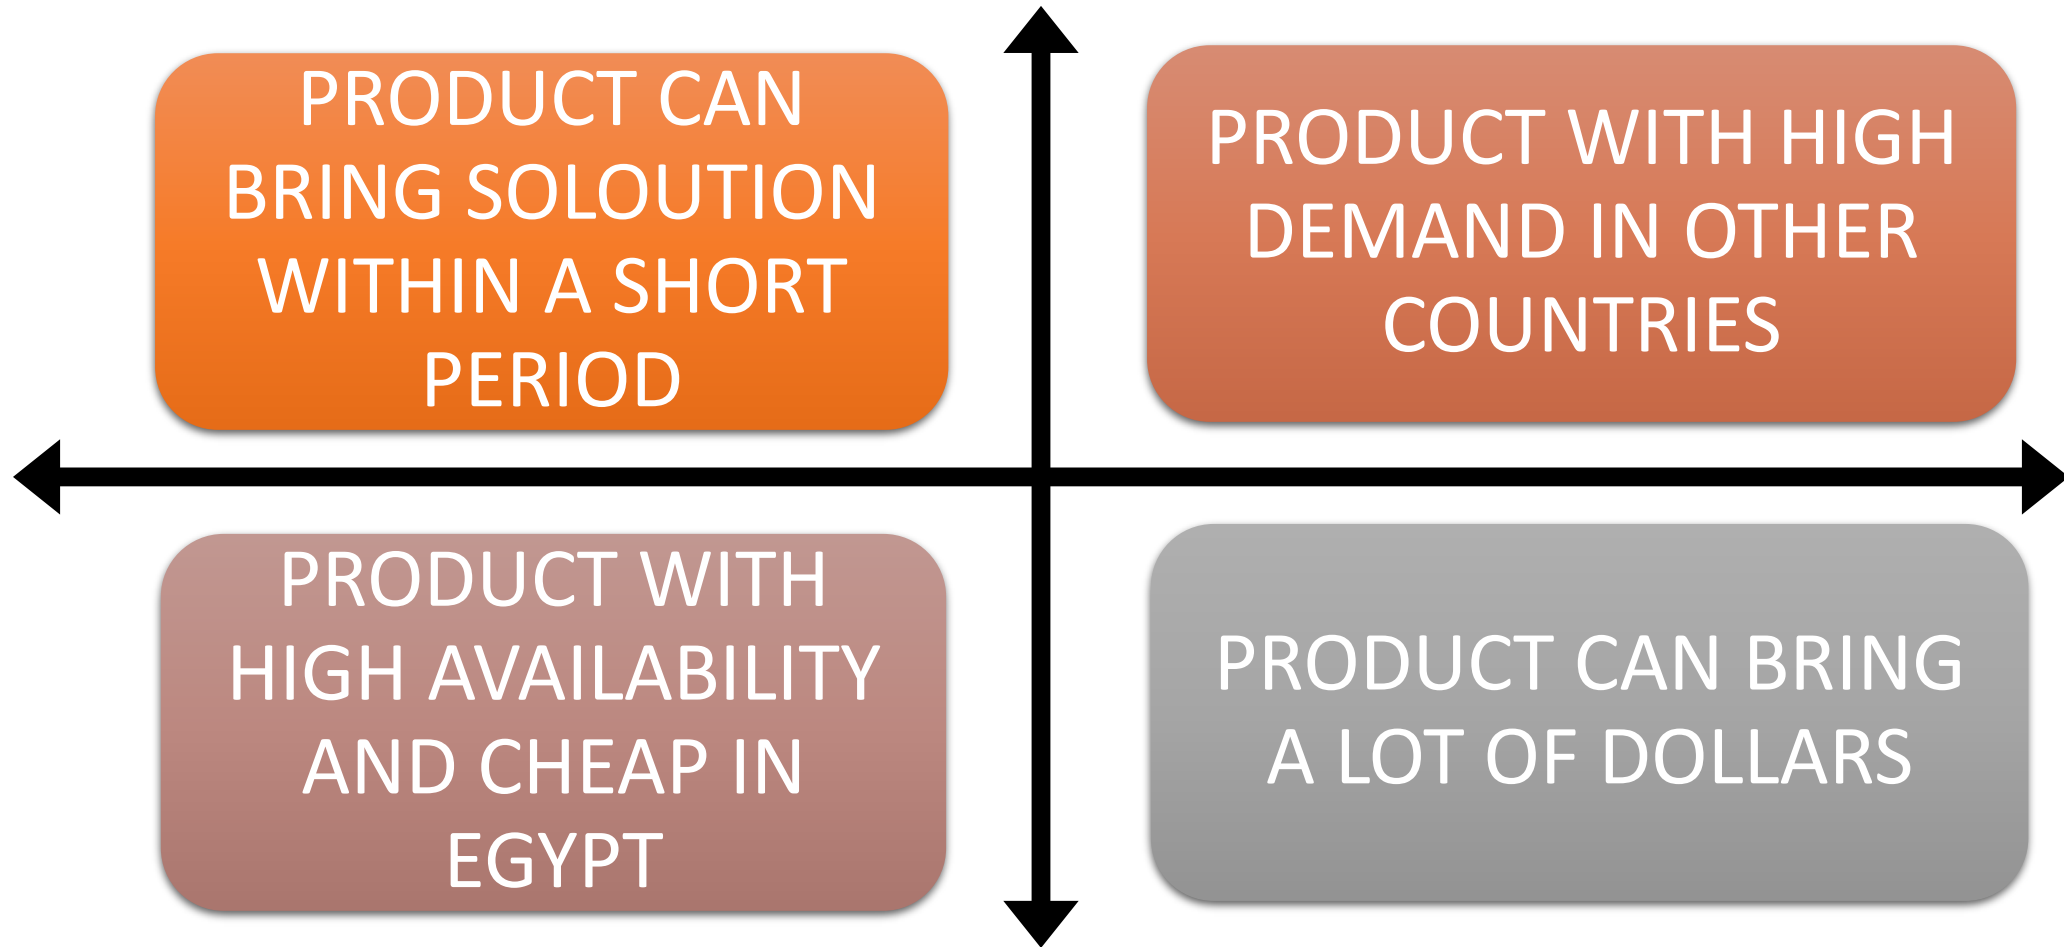 PRODUCT CAN
BRING SOLOUTION
WITHIN A SHORT
PERIOD
PRODUCT WITH HIGH
DEMAND IN OTHER
COUNTRIES
PRODUCT WITH
HIGH AVAILABILITY
AND CHEAP IN
EGYPT
PRODUCT CAN BRING
A LOT OF DOLLARS